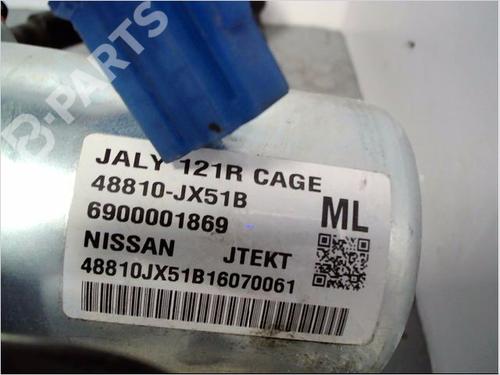 B-PARTS
JALY 121R CAGE
48810-JX51B
6900001869
ML
NISSAN JTEKT
48810JX51B16070061